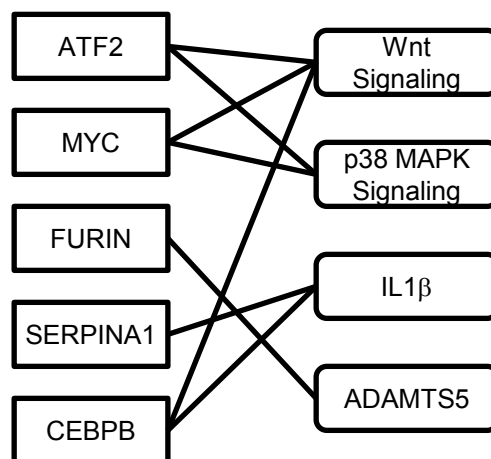 ATF2
MYC
FURIN
SERPINA1
CEBPB
Wnt
Signaling
p38 MAPK
Signaling
IL1β
ADAMTS5